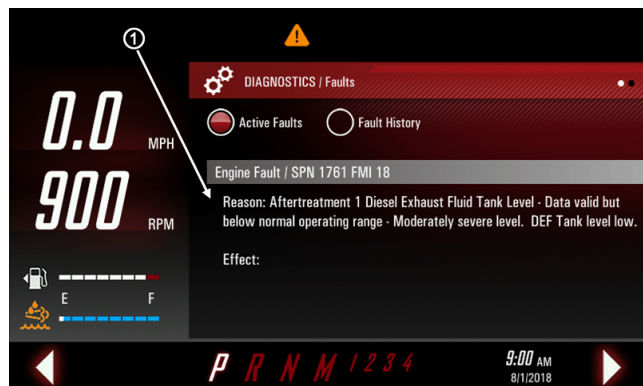 1
DIAGNOSTICS / Faults
Active Faults
Fault History
0.0 MPH
Engine Fault / SPN 1761 FMI 18
Reason: Aftertreatment 1 Diesel Exhaust Fluid Tank Level - Data valid but
below normal operating range - Moderately severe level. DEF Tank level low.
900 RPM
Effect:
E F
P R N M 1 2 3 4
9:00 AM
8/1/2018